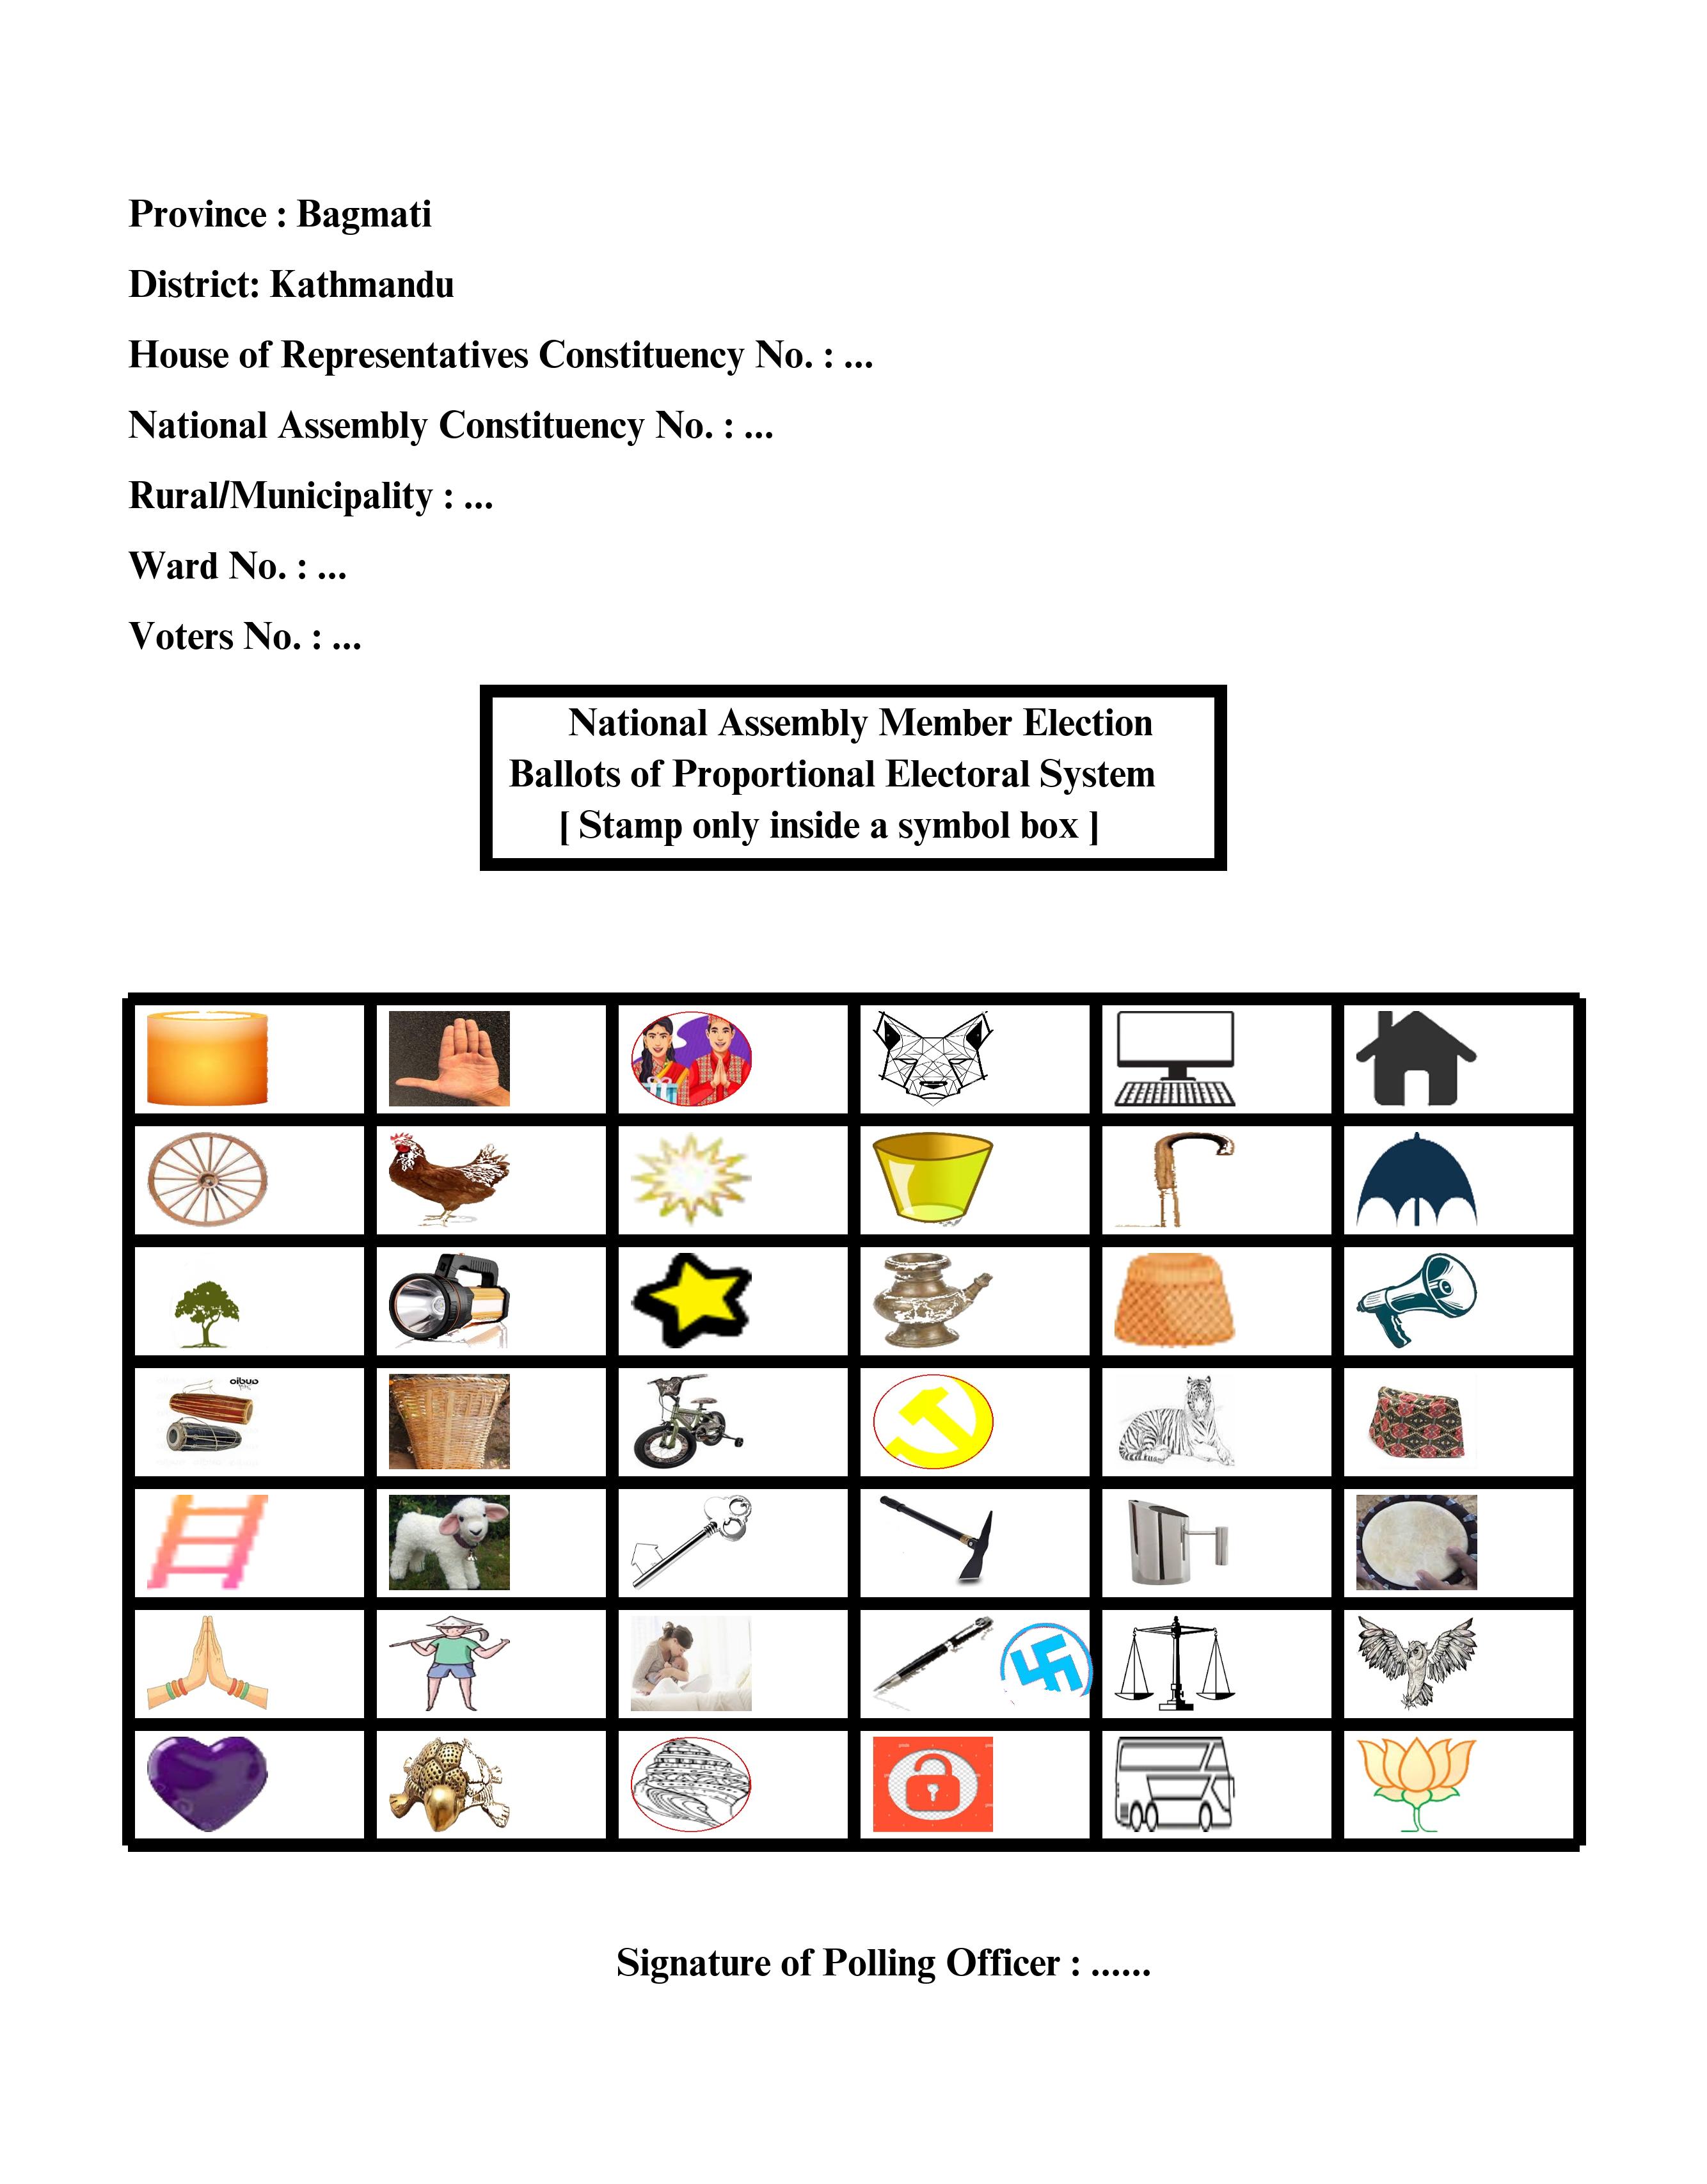 Province : Bagmati
District: Kathmandu
House of Representatives Constituency No. : ...
National Assembly Constituency No. : ...
Rural/Municipality : ...
Ward No. : ...
Voters No. : ...
National Assembly Member Election
Ballots of Proportional Electoral System
[ Stamp only inside a symbol box ]
Signature of Polling Officer : ......